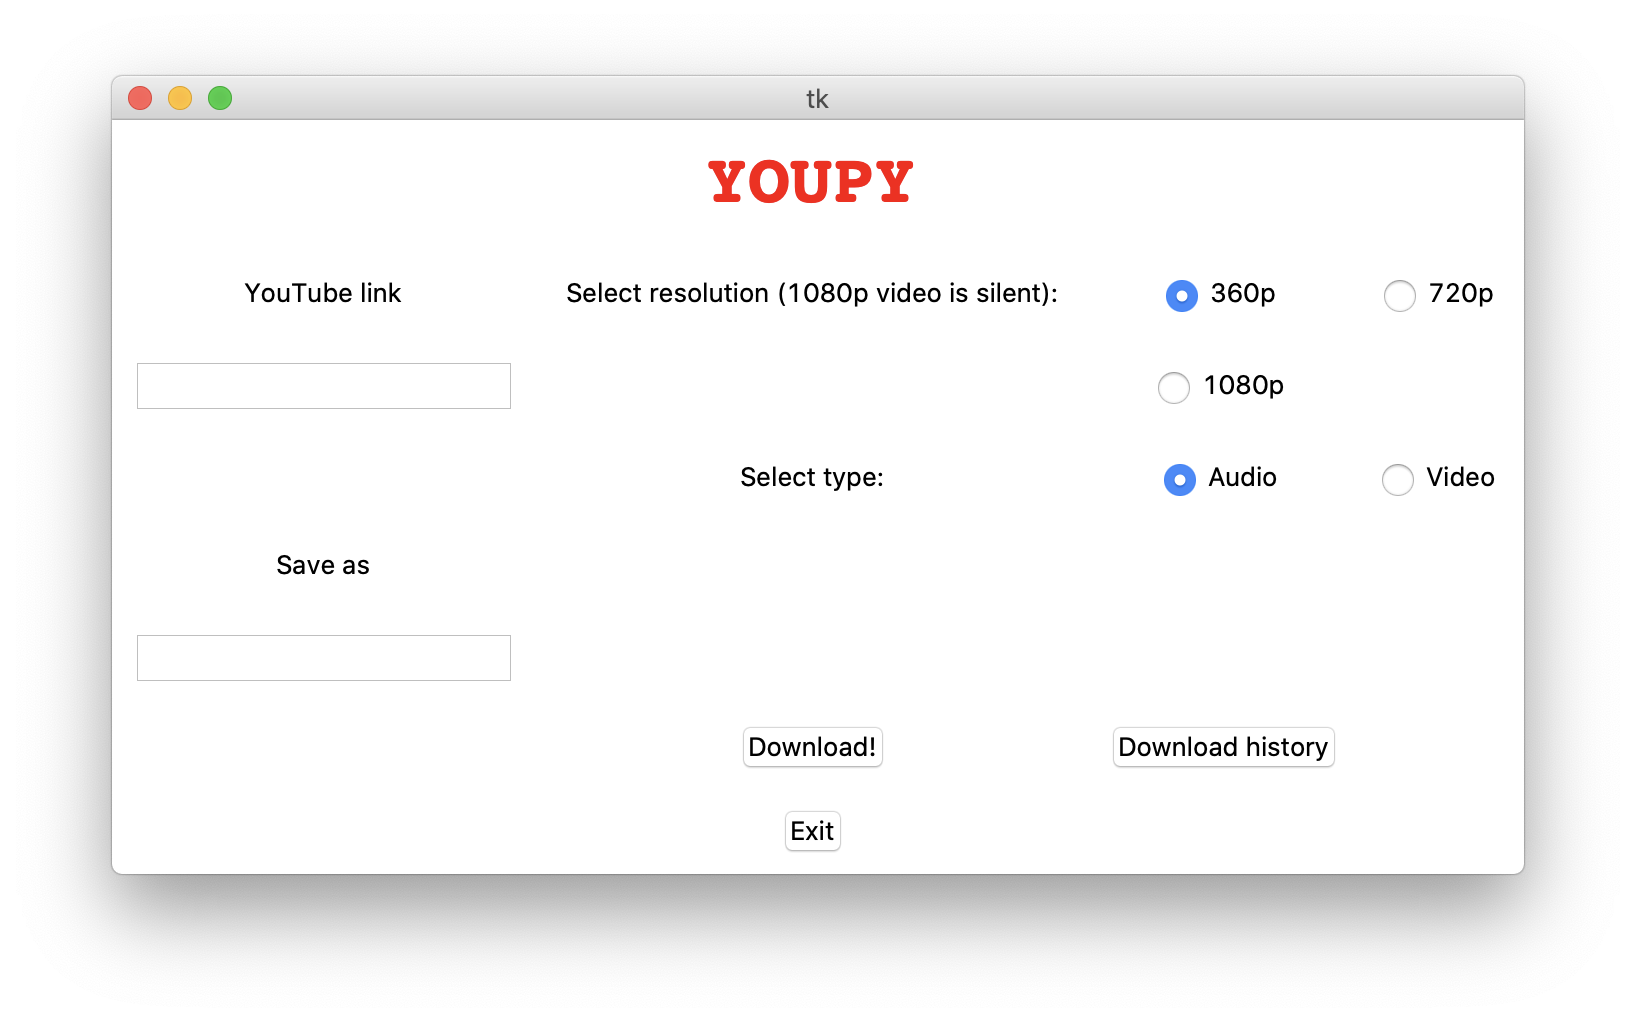 tk
YOUPY
YouTube link
Select resolution (1080p video is silent):
360p
720p
1080p
Select type:
Audio
Video
Save as
Download!
Download history
Exit